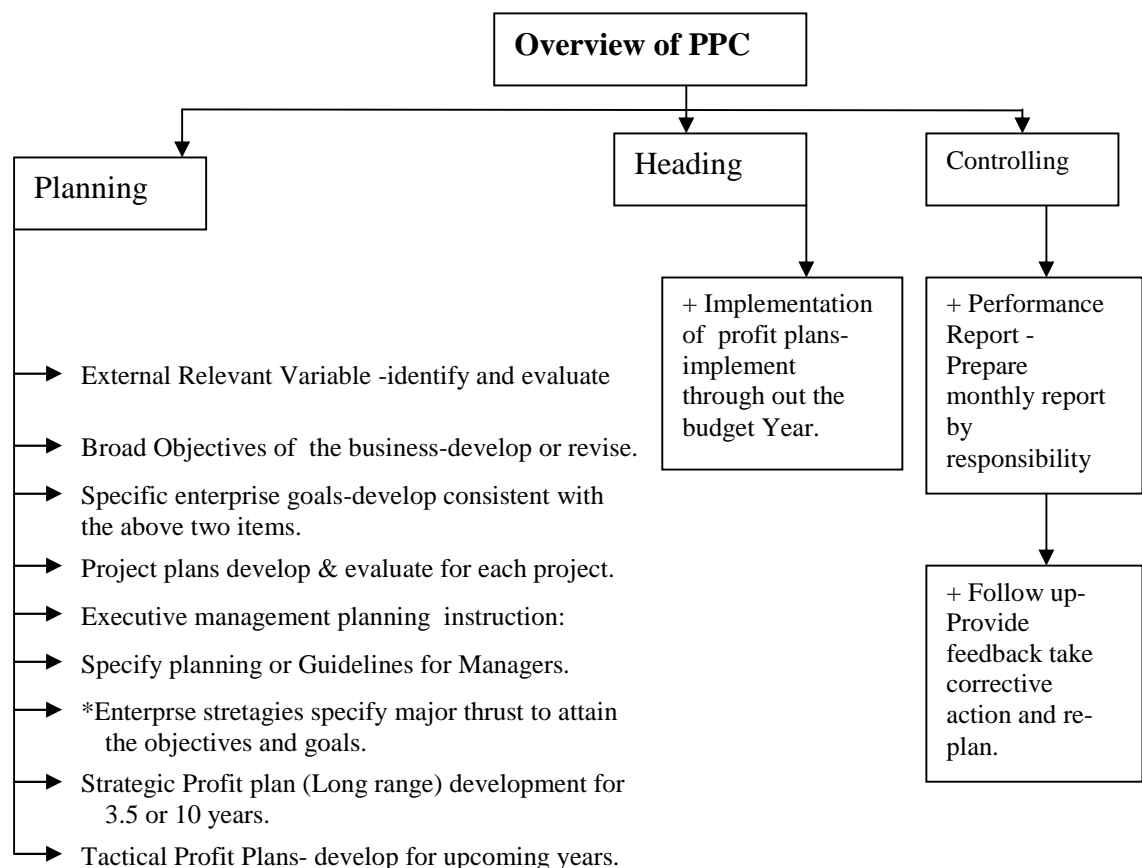 Overview of PPC
Planning
Heading
Controlling
External Relevant Variable -identify and evaluate
Broad Objectives of the business-develop or revise.
Specific enterprise goals-develop consistent with
the above two items.
Project plans develop & evaluate for each project.
Executive management planning instruction:
Specify planning or Guidelines for Managers.
*Enterprse stretagies specify major thrust to attain
the objectives and goals.
Strategic Profit plan (Long range) development for
3.5 or 10 years.
Tactical Profit Plans- develop for upcoming years.
+ Implementation
of profit plans-
implement
through out the
budget Year.
+ Performance
Report -
Prepare
monthly report
by
responsibility
+ Follow up-
Provide
feedback take
corrective
action and re-
plan.